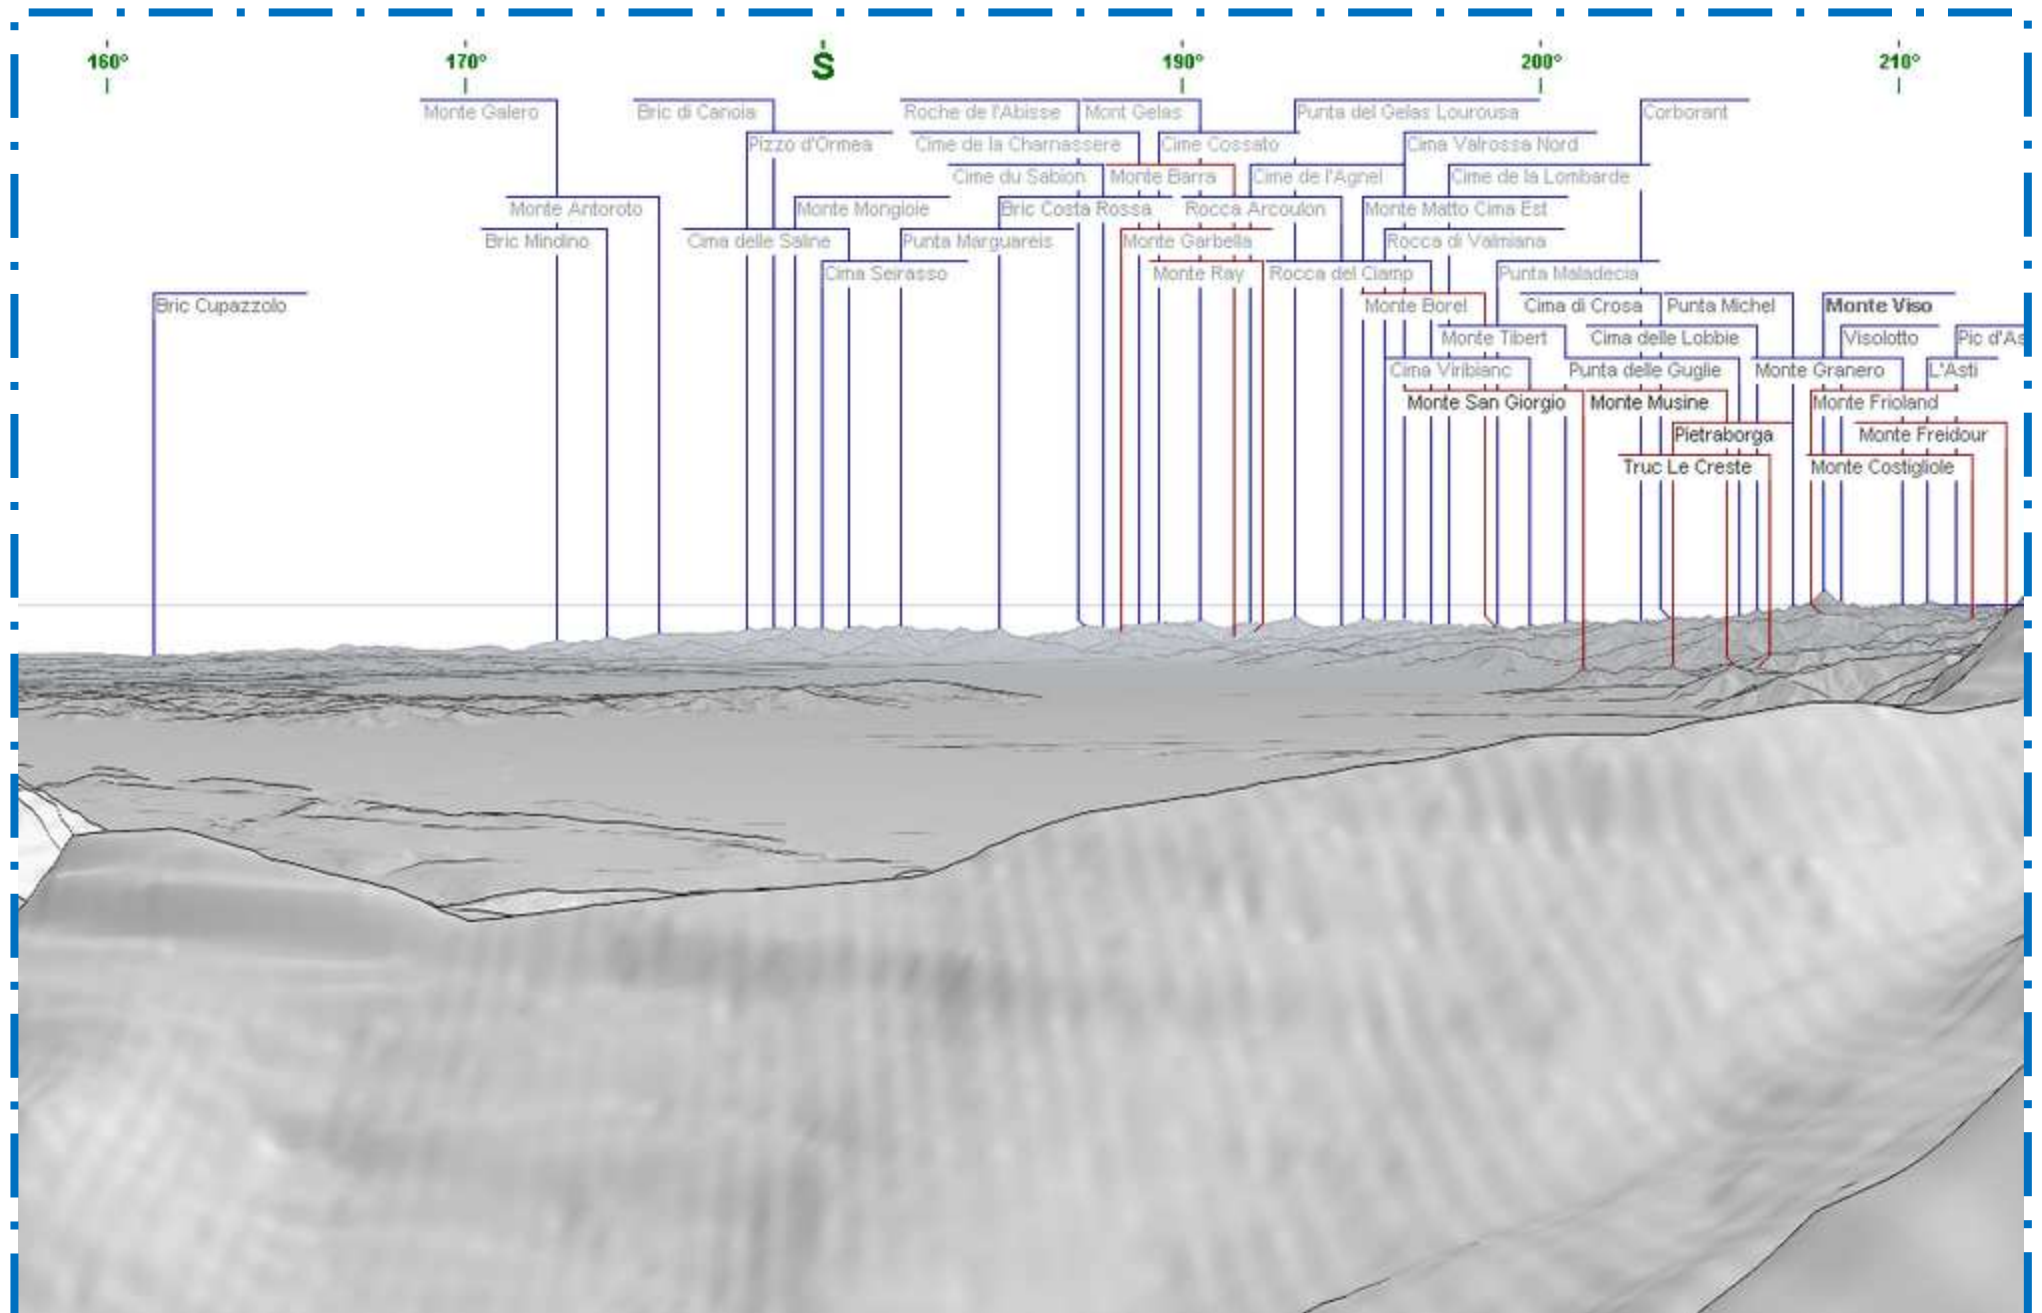 160° 170° S 190° 200° 210°
Monte Galero Bric di Canoia Roche de l'Abisse Mont Gelas Punta del Gelas Lourousa Corborant
Pizzo d'Ormea Cime de la Charnassere Cime Cossato Cima Valrossa Nord
Cime du Sabion Monte Barra Cime de l'Agnel Cime de la Lombarde
Monte Antoroto Monte Mongioie Bric Costa Rossa Rocca Arcoulon Monte Matto Cima Est
Bric Mindino Cima delle Saline Punta Marguareis Monte Garbella Rocca di Valmiana
Cima Seirasso Monte Ray Rocca del Ciamp Punta Maladecia
Bric Cupazzolo Monte Borel Cima di Crosa Punta Michel Monte Viso
Monte Tibert Cima delle Lobbie Visolotto Pic d'As
Cima Viribianc Punta delle Guglie Monte Granero L'Asti
Monte San Giorgio Monte Musine Monte Frioland
Pietraborga Monte Freidour
Truc Le Creste Monte Costigliole